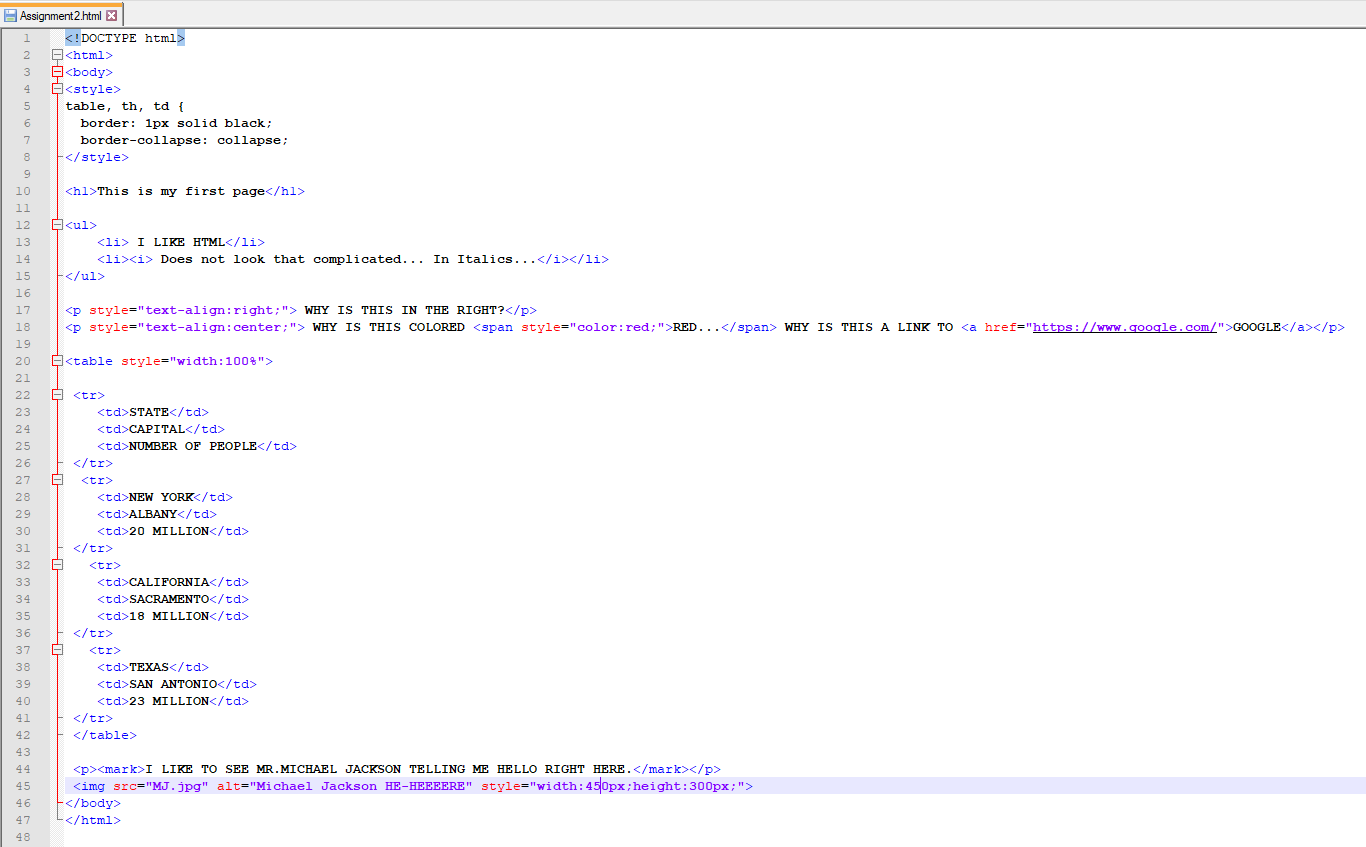 Assignment2.html
1 <!DOCTYPE html>
2 <html>
3 <body>
4 <style>
5 table, th, td {
6 border: 1px solid black;
7 border-collapse: collapse;
8 </style>
9
10 <h1>This is my first page</h1>
11
12 <ul>
13 <li> I LIKE HTML</li>
14 <li><i> Does not look that complicated... In Italics...</i></li>
15 </ul>
16
17 <p style="text-align:right;"> WHY IS THIS IN THE RIGHT?</p>
18 <p style="text-align:center;"> WHY IS THIS COLORED <span style="color:red;">RED...</span> WHY IS THIS A LINK TO <a href="https://www.google.com/">GOOGLE</a></p>
19
20 <table style="width:100%">
21
22 <tr>
23 <td>STATE</td>
24 <td>CAPITAL</td>
25 <td>NUMBER OF PEOPLE</td>
26 </tr>
27 <tr>
28 <td>NEW YORK</td>
29 <td>ALBANY</td>
30 <td>20 MILLION</td>
31 </tr>
32 <tr>
33 <td>CALIFORNIA</td>
34 <td>SACRAMENTO</td>
35 <td>18 MILLION</td>
36 </tr>
37 <tr>
38 <td>TEXAS</td>
39 <td>SAN ANTONIO</td>
40 <td>23 MILLION</td>
41 </tr>
42 </table>
43
44 <p><mark>I LIKE TO SEE MR.MICHAEL JACKSON TELLING ME HELLO RIGHT HERE.</mark></p>
45 <img src="MJ.jpg" alt="Michael Jackson HE-HEEEERE" style="width:450px;height:300px;">
46 </body>
47 </html>
48